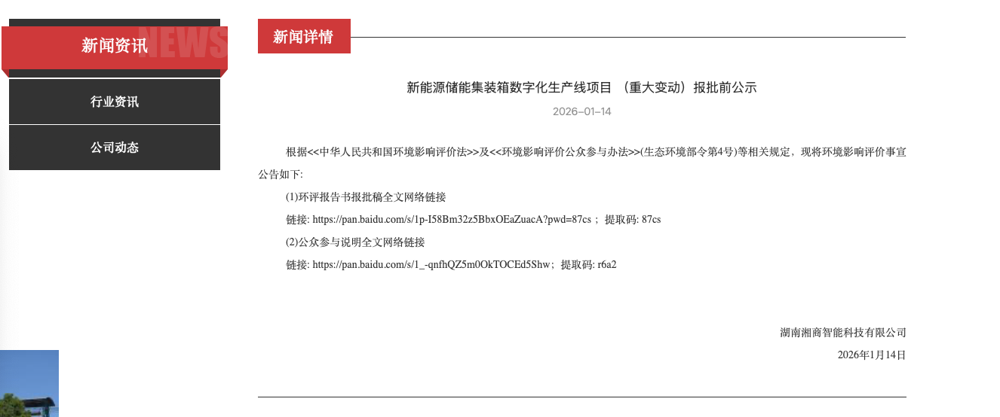 新闻资讯
NEWS
行业资讯
公司动态
新闻详情
新能源储能集装箱数字化生产线项目 （重大变动）报批前公示
2026-01-14
根据<<中华人民共和国环境影响评价法>>及<<环境影响评价公众参与办法>>(生态环境部令第4号)等相关规定，现将环境影响评价事宣
公告如下:
(1)环评报告书报批稿全文网络链接
链接: https://pan.baidu.com/s/1p-I58Bm32z5BbxOEaZuacA?pwd=87cs ；提取码: 87cs
(2)公众参与说明全文网络链接
链接: https://pan.baidu.com/s/1_-qnfhQZ5m0OkTOCEd5Shw；提取码: r6a2
湖南湘商智能科技有限公司
2026年1月14日